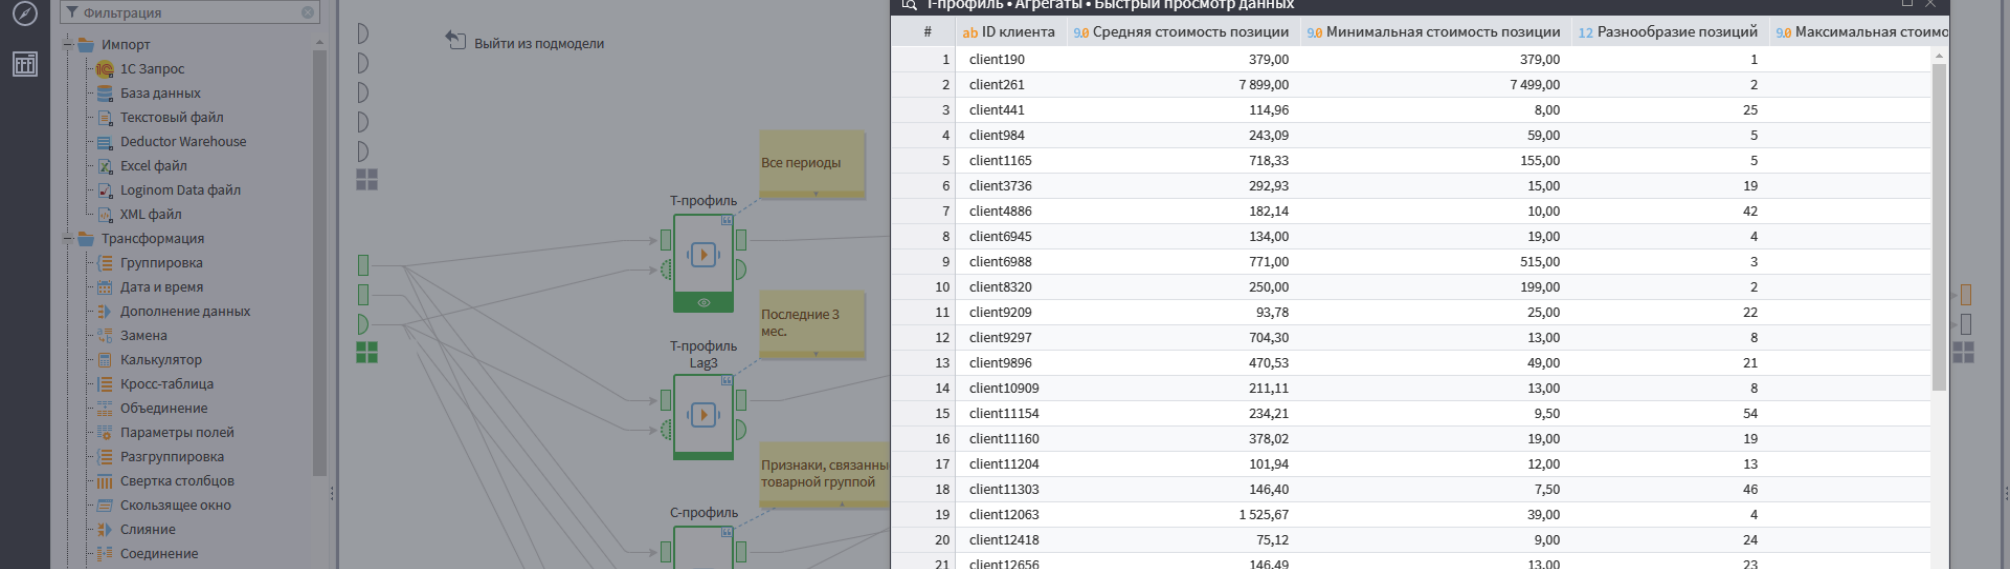 Фильтрация
Импорт
1С Запрос
База данных
Текстовый файл
Deductor Warehouse
Excel файл
Loginom Data файл
XML файл
Трансформация
Группировка
Дата и время
Дополнение данных
Замена
Калькулятор
Кросс-таблица
Объединение
Параметры полей
Разгруппировка
Свертка столбцов
Скользящее окно
Слияние
Соединение
Выйти из подмодели
Все периоды
Т-профиль
Последние 3
мес.
Т-профиль
Lag3
Признаки, связанны
товарной группой
С-профиль
Т-профиль • Агрегаты • Быстрый просмотр данных
# ab ID клиента 9.0 Средняя стоимость позиции 9.0 Минимальная стоимость позиции 12 Разнообразие позиций 9.0 Максимальная стоимо
1 client190 379,00 379,00 1
2 client261 7 899,00 7 499,00 2
3 client441 114,96 8,00 25
4 client984 243,09 59,00 5
5 client1165 718,33 155,00 5
6 client3736 292,93 15,00 19
7 client4886 182,14 10,00 42
8 client6945 134,00 19,00 4
9 client6988 771,00 515,00 3
10 client8320 250,00 199,00 2
11 client9209 93,78 25,00 22
12 client9297 704,30 13,00 8
13 client9896 470,53 49,00 21
14 client10909 211,11 13,00 8
15 client11154 234,21 9,50 54
16 client11160 378,02 19,00 19
17 client11204 101,94 12,00 13
18 client11303 146,40 7,50 46
19 client12063 1 525,67 39,00 4
20 client12418 75,12 9,00 24
21 client12656 146,49 13,00 23